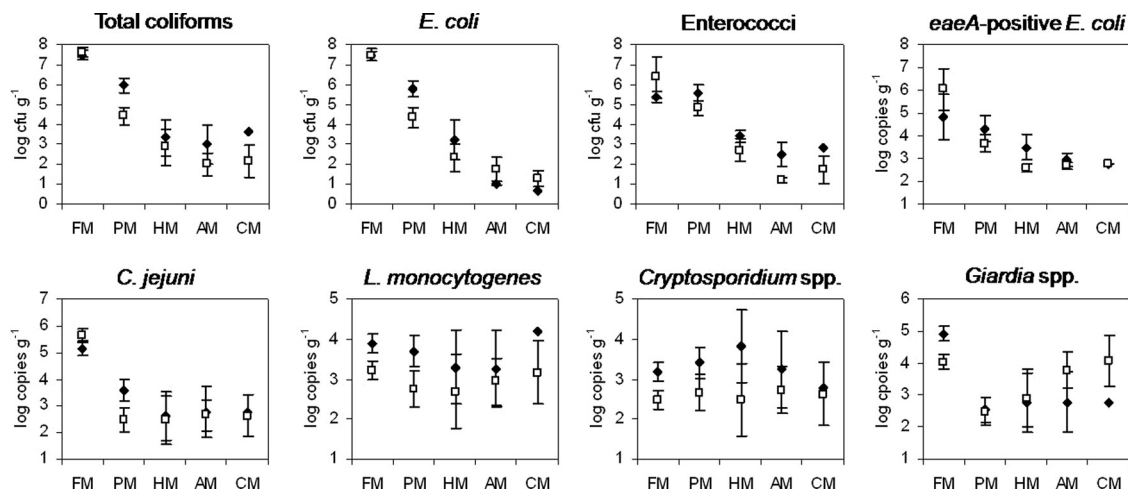 Total coliforms
E. coli
Enterococci
eaeA-positive E. coli
log cfu g-1
8
7
6
5
4
3
2
1
0
FM PM HM AM CM
log cfu g-1
8
7
6
5
4
3
2
1
0
FM PM HM AM CM
log cfu g-1
8
7
6
5
4
3
2
1
0
FM PM HM AM CM
log copies g-1
8
7
6
5
4
3
2
1
FM PM HM AM CM
C. jejuni
L. monocytogenes
Cryptosporidium spp.
Giardia spp.
log copies g-1
7
6
5
4
3
2
1
FM PM HM AM CM
log copies g-1
5
4
3
2
1
FM PM HM AM CM
log copies g-1
5
4
3
2
1
FM PM HM AM CM
log copies g-1
6
5
4
3
2
1
FM PM HM AM CM